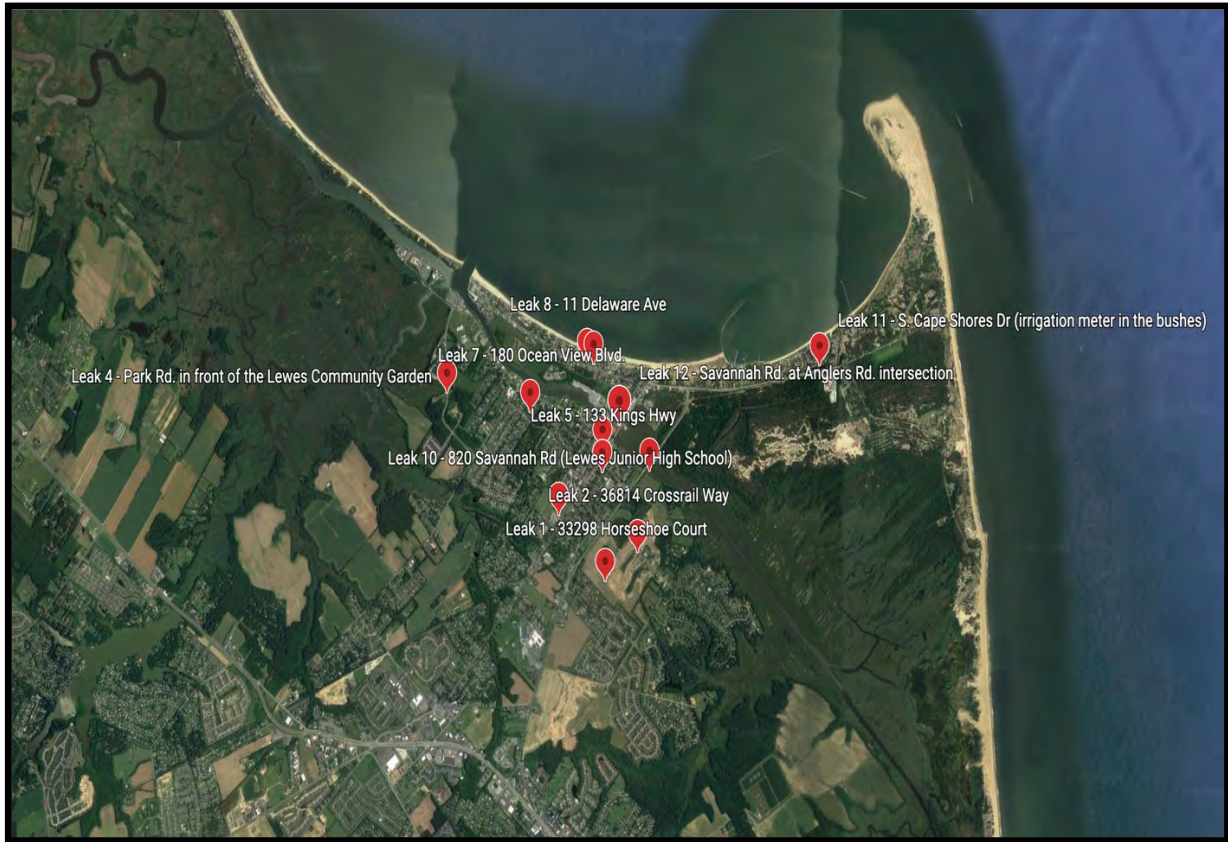 Leak 8 - 11 Delaware Ave
Leak 11 - S. Cape Shores Dr (irrigation meter in the bushes)
Leak 7 - 180 Ocean View Blvd.
Leak 4 - Park Rd. in front of the Lewes Community Garden
Leak 12 - Savannah Rd. at Anglers Rd. intersection
Leak 5 - 133 Kings Hwy
Leak 10 - 820 Savannah Rd (Lewes Junior High School)
Leak 2 - 36814 Crossrail Way
Leak 1 - 33298 Horseshoe Court